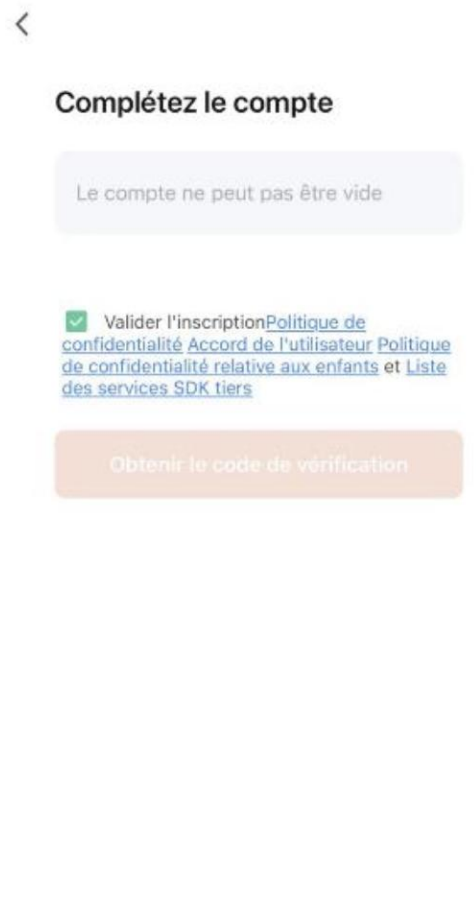 Complétez le compte
Le compte ne peut pas être vide
Valider l'inscriptionPolitique de
confidentialité Accord de l'utilisateur Politique
de confidentialité relative aux enfants et Liste
des services SDK tiers
Obtenir le code de vérification